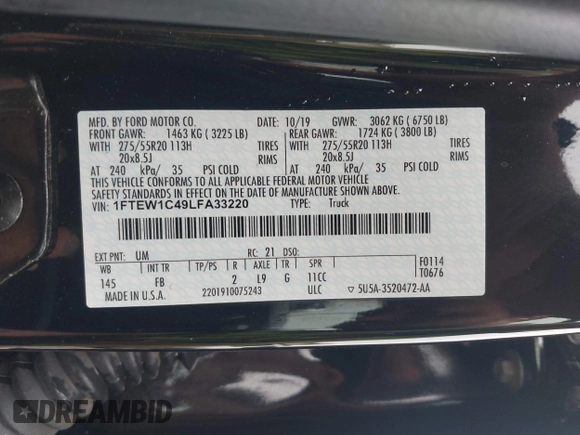 MFD. BY FORD MOTOR CO. 10/19 GVWR: 3062 KG ( 6750 LB)
FRONT GAWR: 1463 KG ( 3225 LB) REAR GAWR: 1724 KG ( 3800 LB)
WITH 275/55R20 113H TIRES WITH 275/55R20 113H TIRES
20x8.5J RIMS 20x8.5J RIMS
AT 240 kPa/ 35 PSI COLD AT 240 kPa/ 35 PSI COLD
THIS VEHICLE CONFORMS TO ALL APPLICABLE FEDERAL MOTOR VEHICLE
SAFETY STANDARDS IN EFFECT ON THE DATE OF MANUFACTURE SHOWN ABOVE.
VIN: 1FTEW1C49LFA33220 TYPE: Truck
EXT PNT: UM RC: 21 DSO:
WB INT TR TP/PS R AXLE TR SPR F0114
145 FB 2 L9 G 11CC T0676
MADE IN U.S.A. 2201910075243 ULC ▽ 5U5A-3520472-AA
DREAMBID